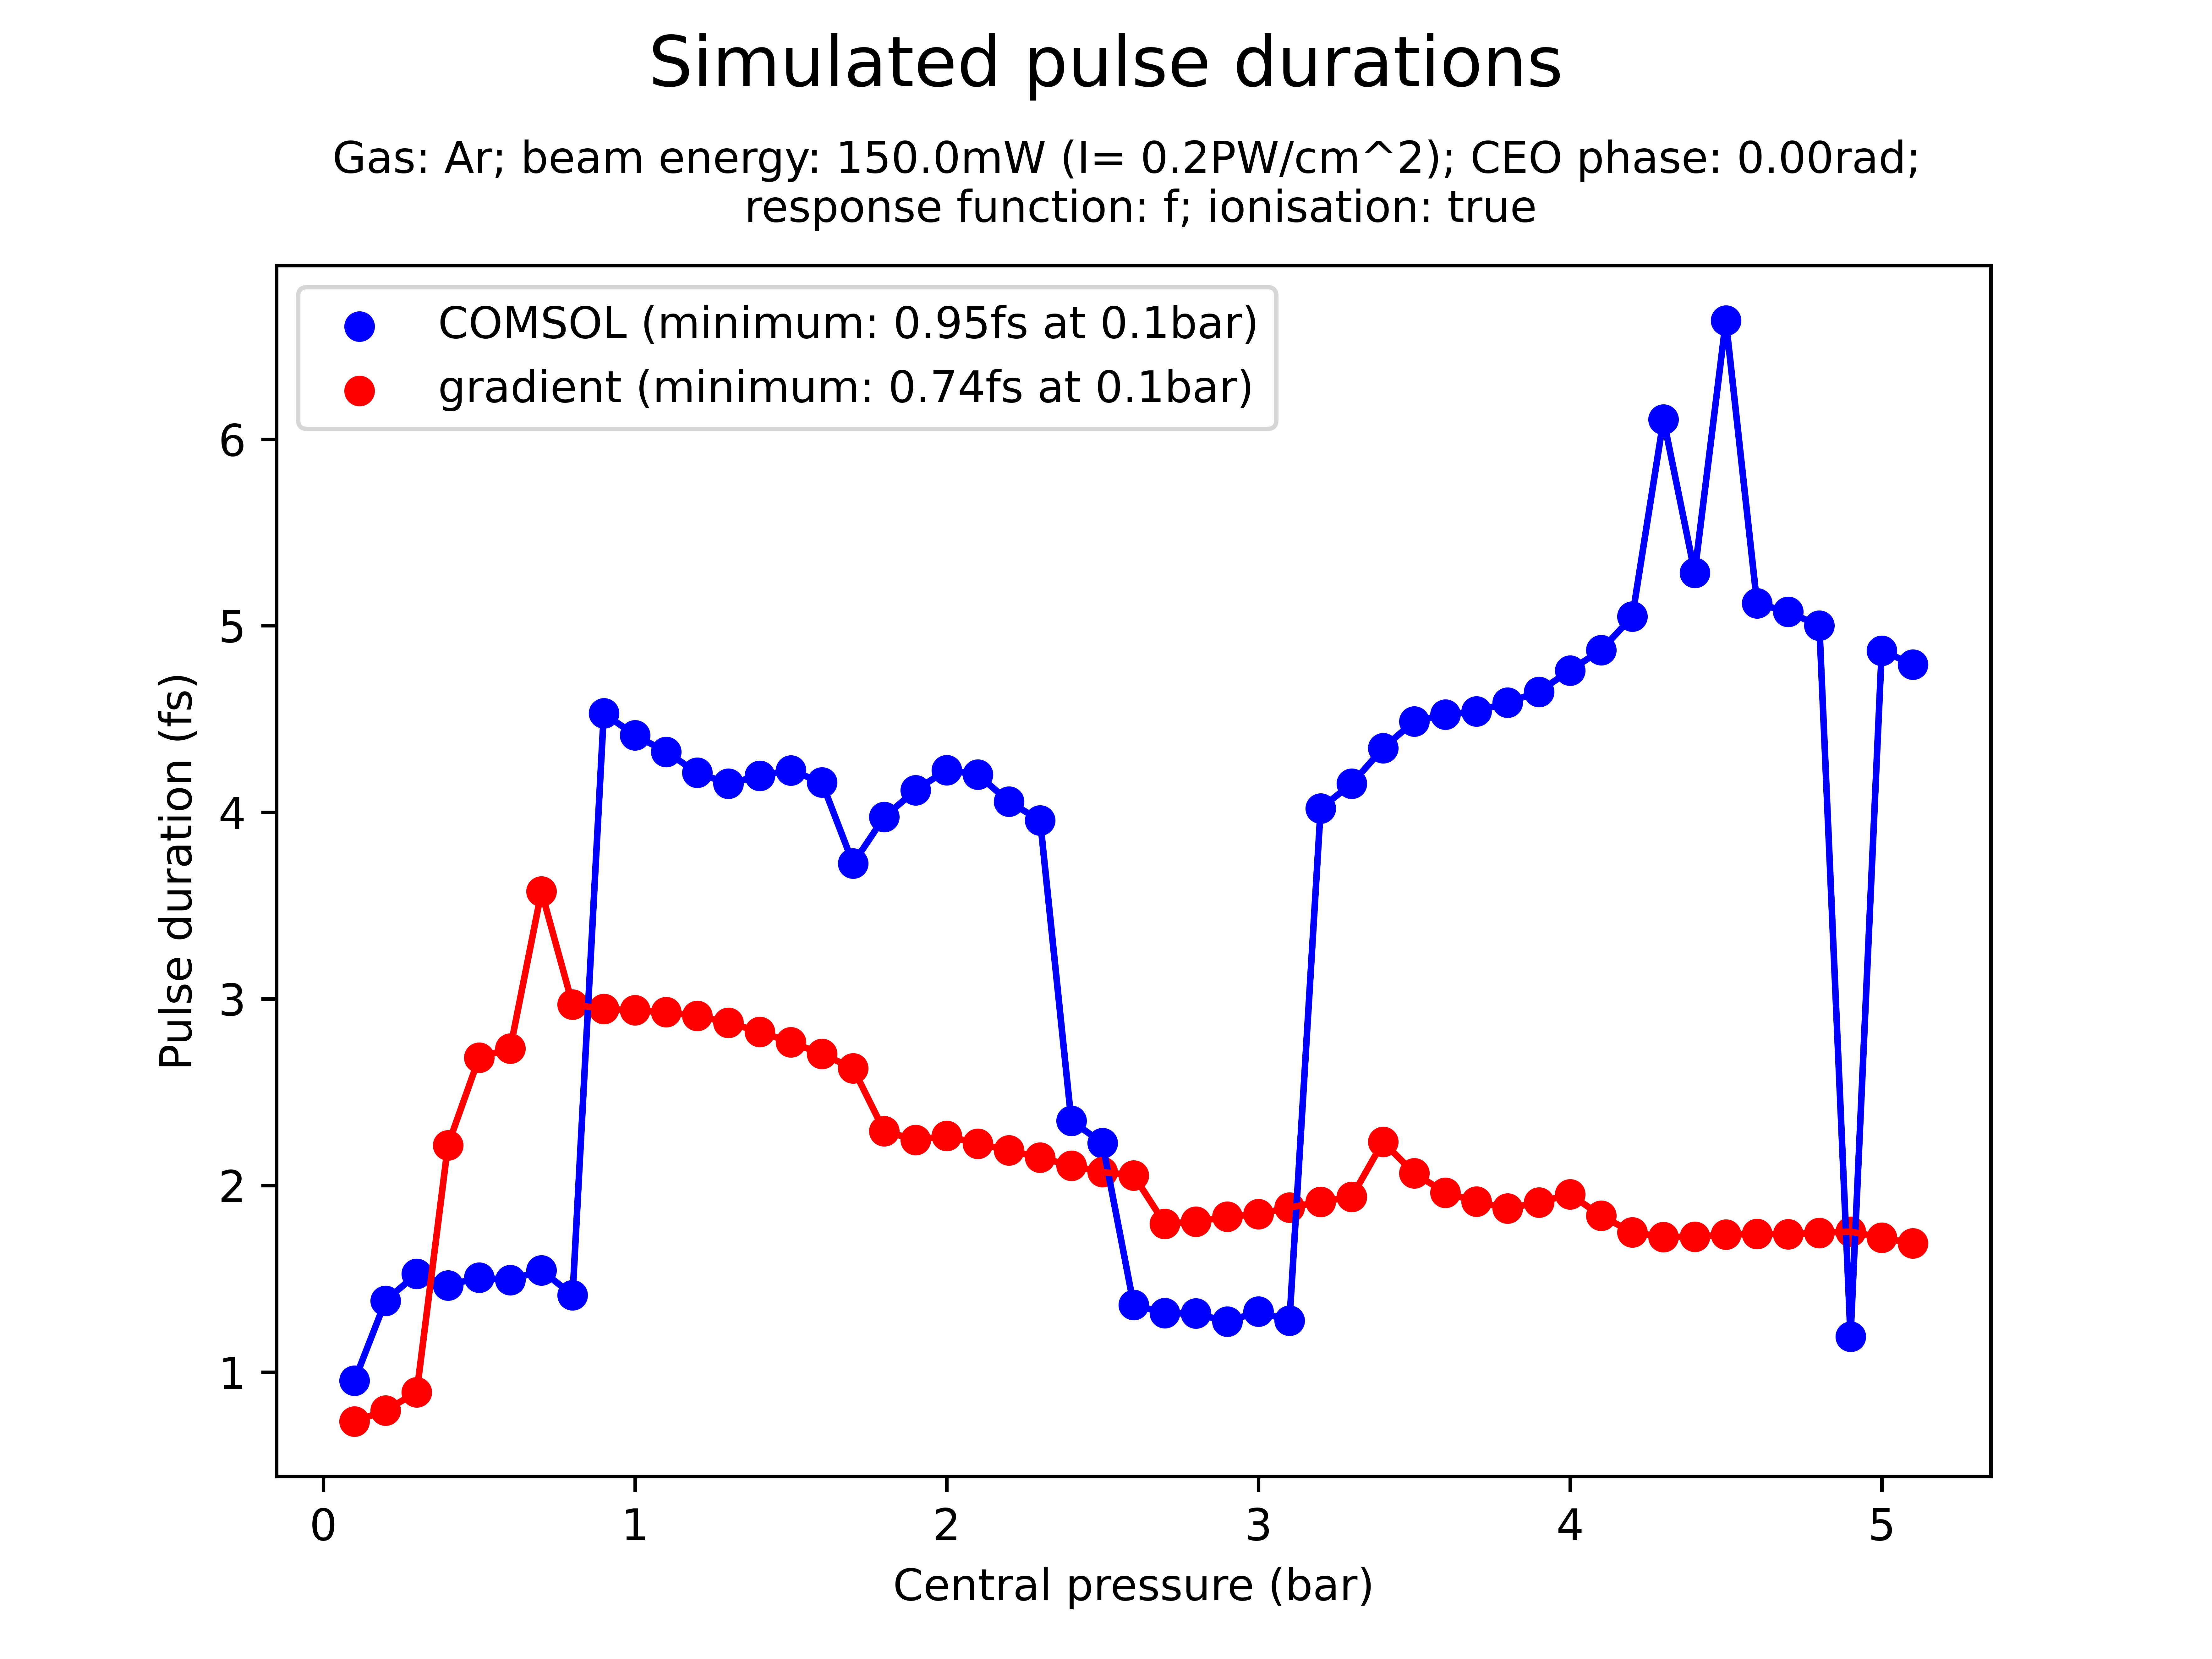 Simulated pulse durations
Gas: Ar; beam energy: 150.0mW (I= 0.2PW/cm^2); CEO phase: 0.00rad;
response function: f; ionisation: true
COMSOL (minimum: 0.95fs at 0.1bar)
gradient (minimum: 0.74fs at 0.1bar)
Pulse duration (fs)
6
5
4
3
2
1
0 1 2 3 4 5
Central pressure (bar)